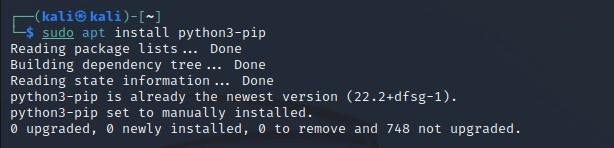 ┌──(kali㉿kali)-[~]
└─$ sudo apt install python3-pip
Reading package lists... Done
Building dependency tree... Done
Reading state information... Done
python3-pip is already the newest version (22.2+dfsg-1).
python3-pip set to manually installed.
0 upgraded, 0 newly installed, 0 to remove and 748 not upgraded.